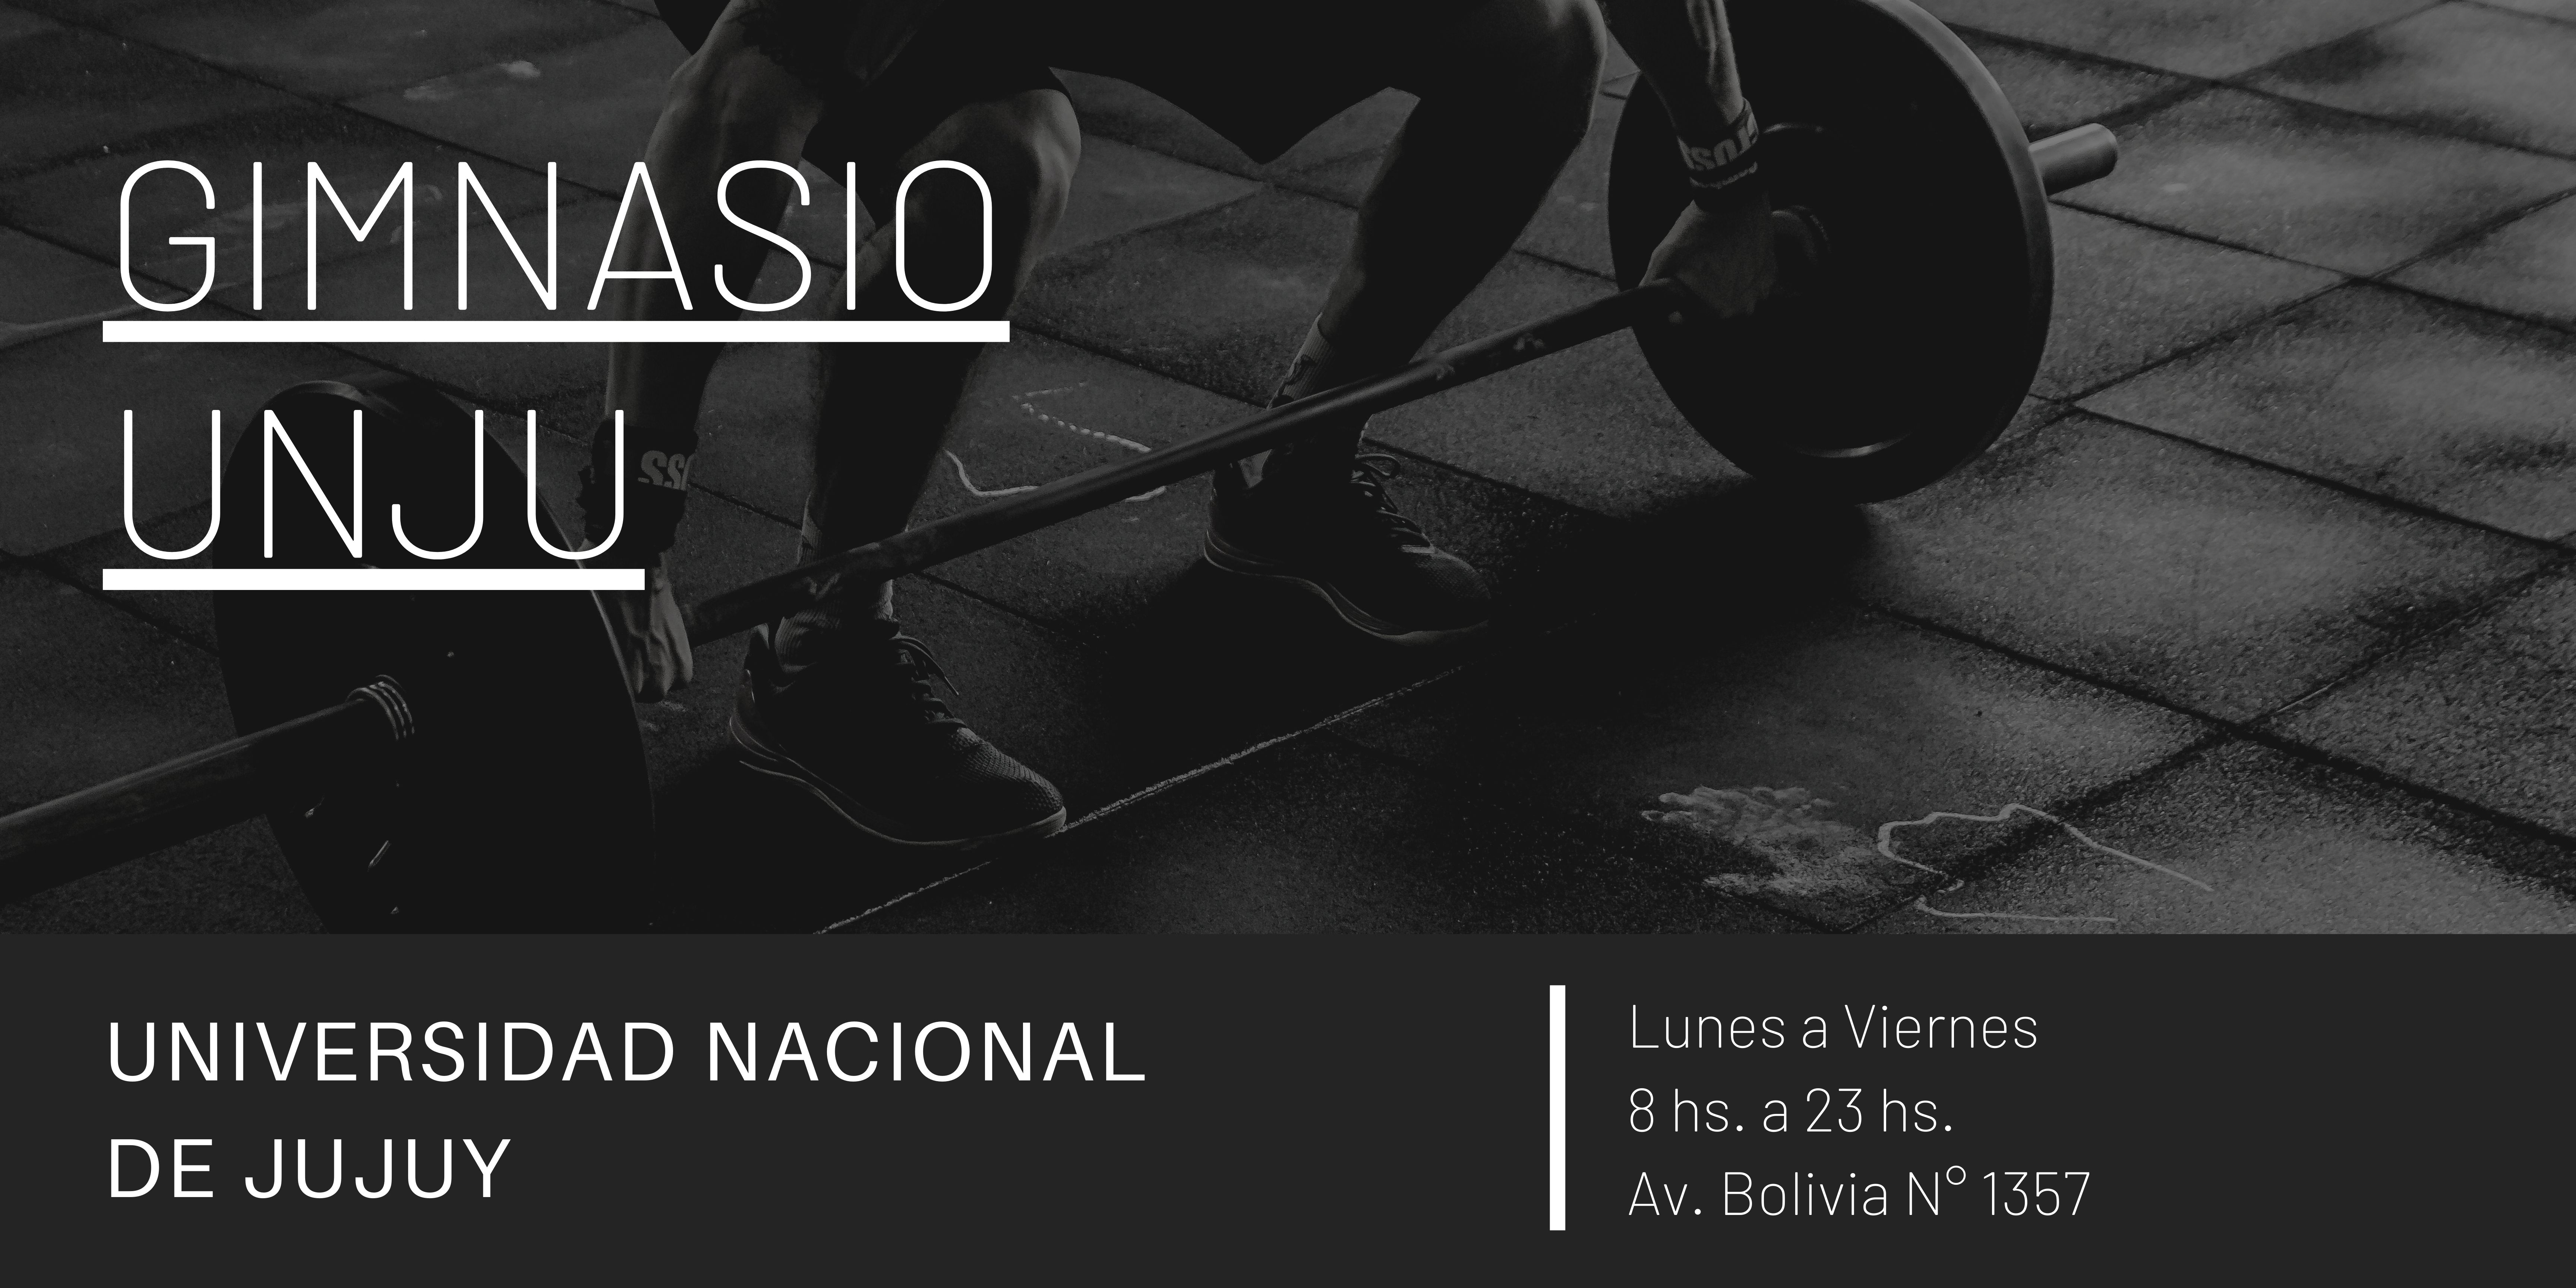 GIMNASIO
UNJU
UNIVERSIDAD NACIONAL
DE JUJUY
Lunes a Viernes
8 hs. a 23 hs.
Av. Bolivia N° 1357